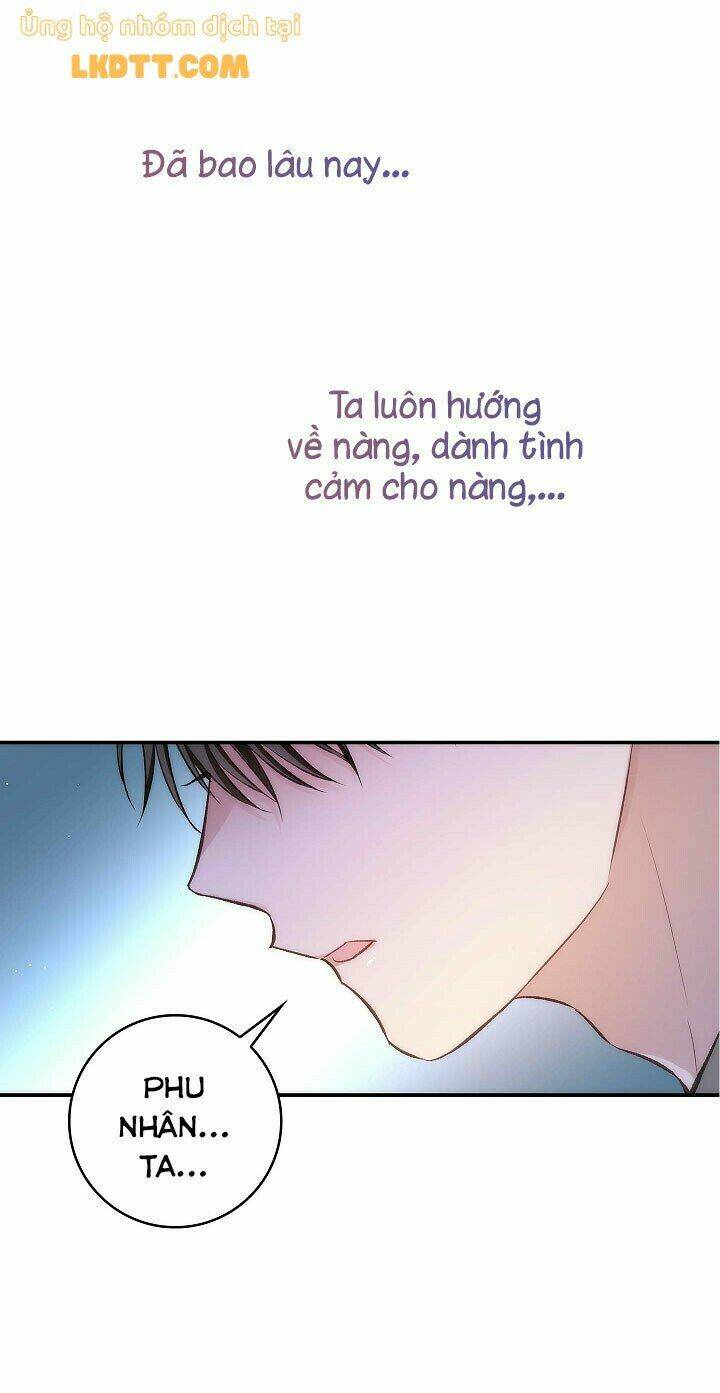 Ủng hộ nhóm dịch tại
LKDTT.COM
Đã bao lâu nay...
Ta luôn hướng
về nàng, dành tình
cảm cho nàng,...
PHU
NHÂN...
TA...